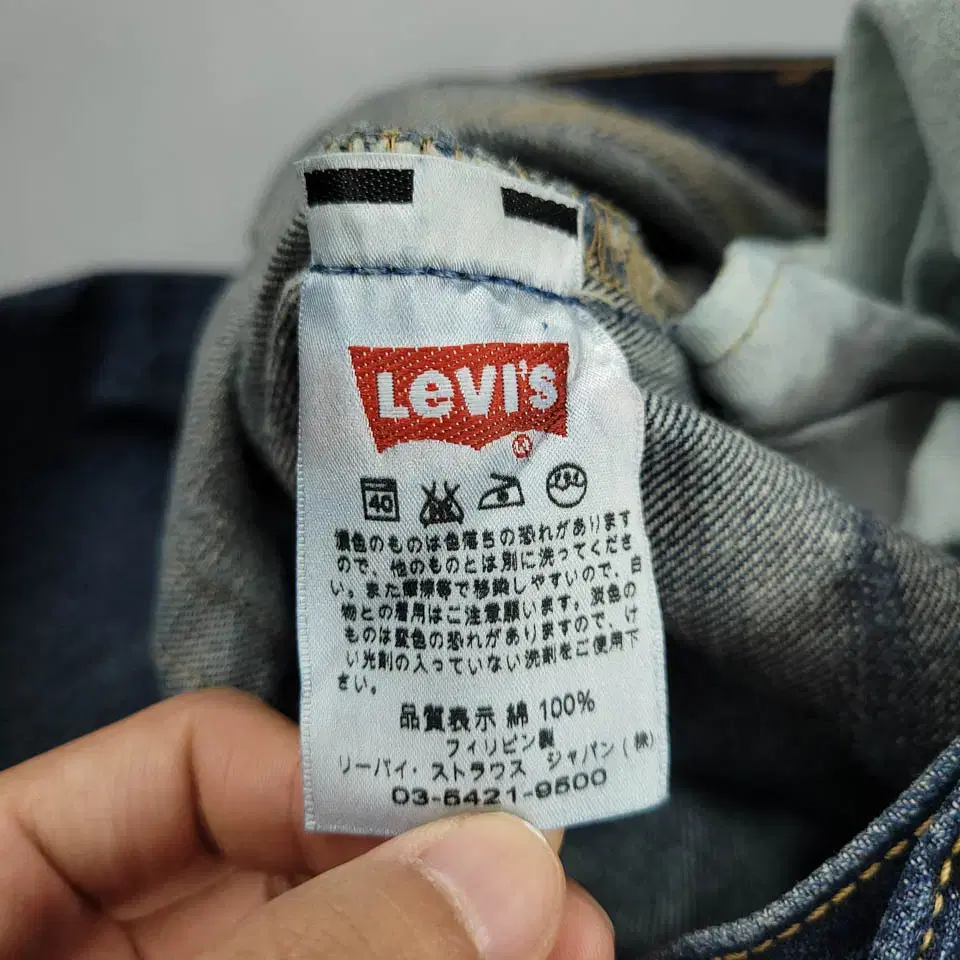 LEVI'S
®
40
濃色のものは色落ちの恐れがあります
ので、他のものとは別に洗ってくださ
い。また摩擦等で移染しやすいので、白
物との着用はご注意願います。淡色の
ものは変色の恐れがありますので、け
い光剤の入っていない洗剤をご使用下
さい。
品質表示 綿 100%
フィリピン製
リーバイ・ストラウス ジャパン(株)
03-5421-9500